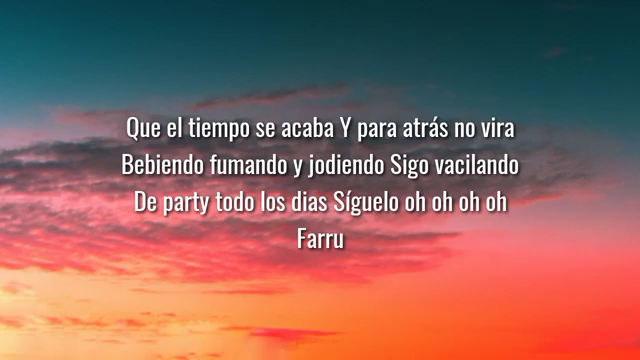 Que el tiempo se acaba Y para atrás no vira
Bebiendo fumando y jodiendo Sigo vacilando
De party todo los dias Síguelo oh oh oh oh
Farru